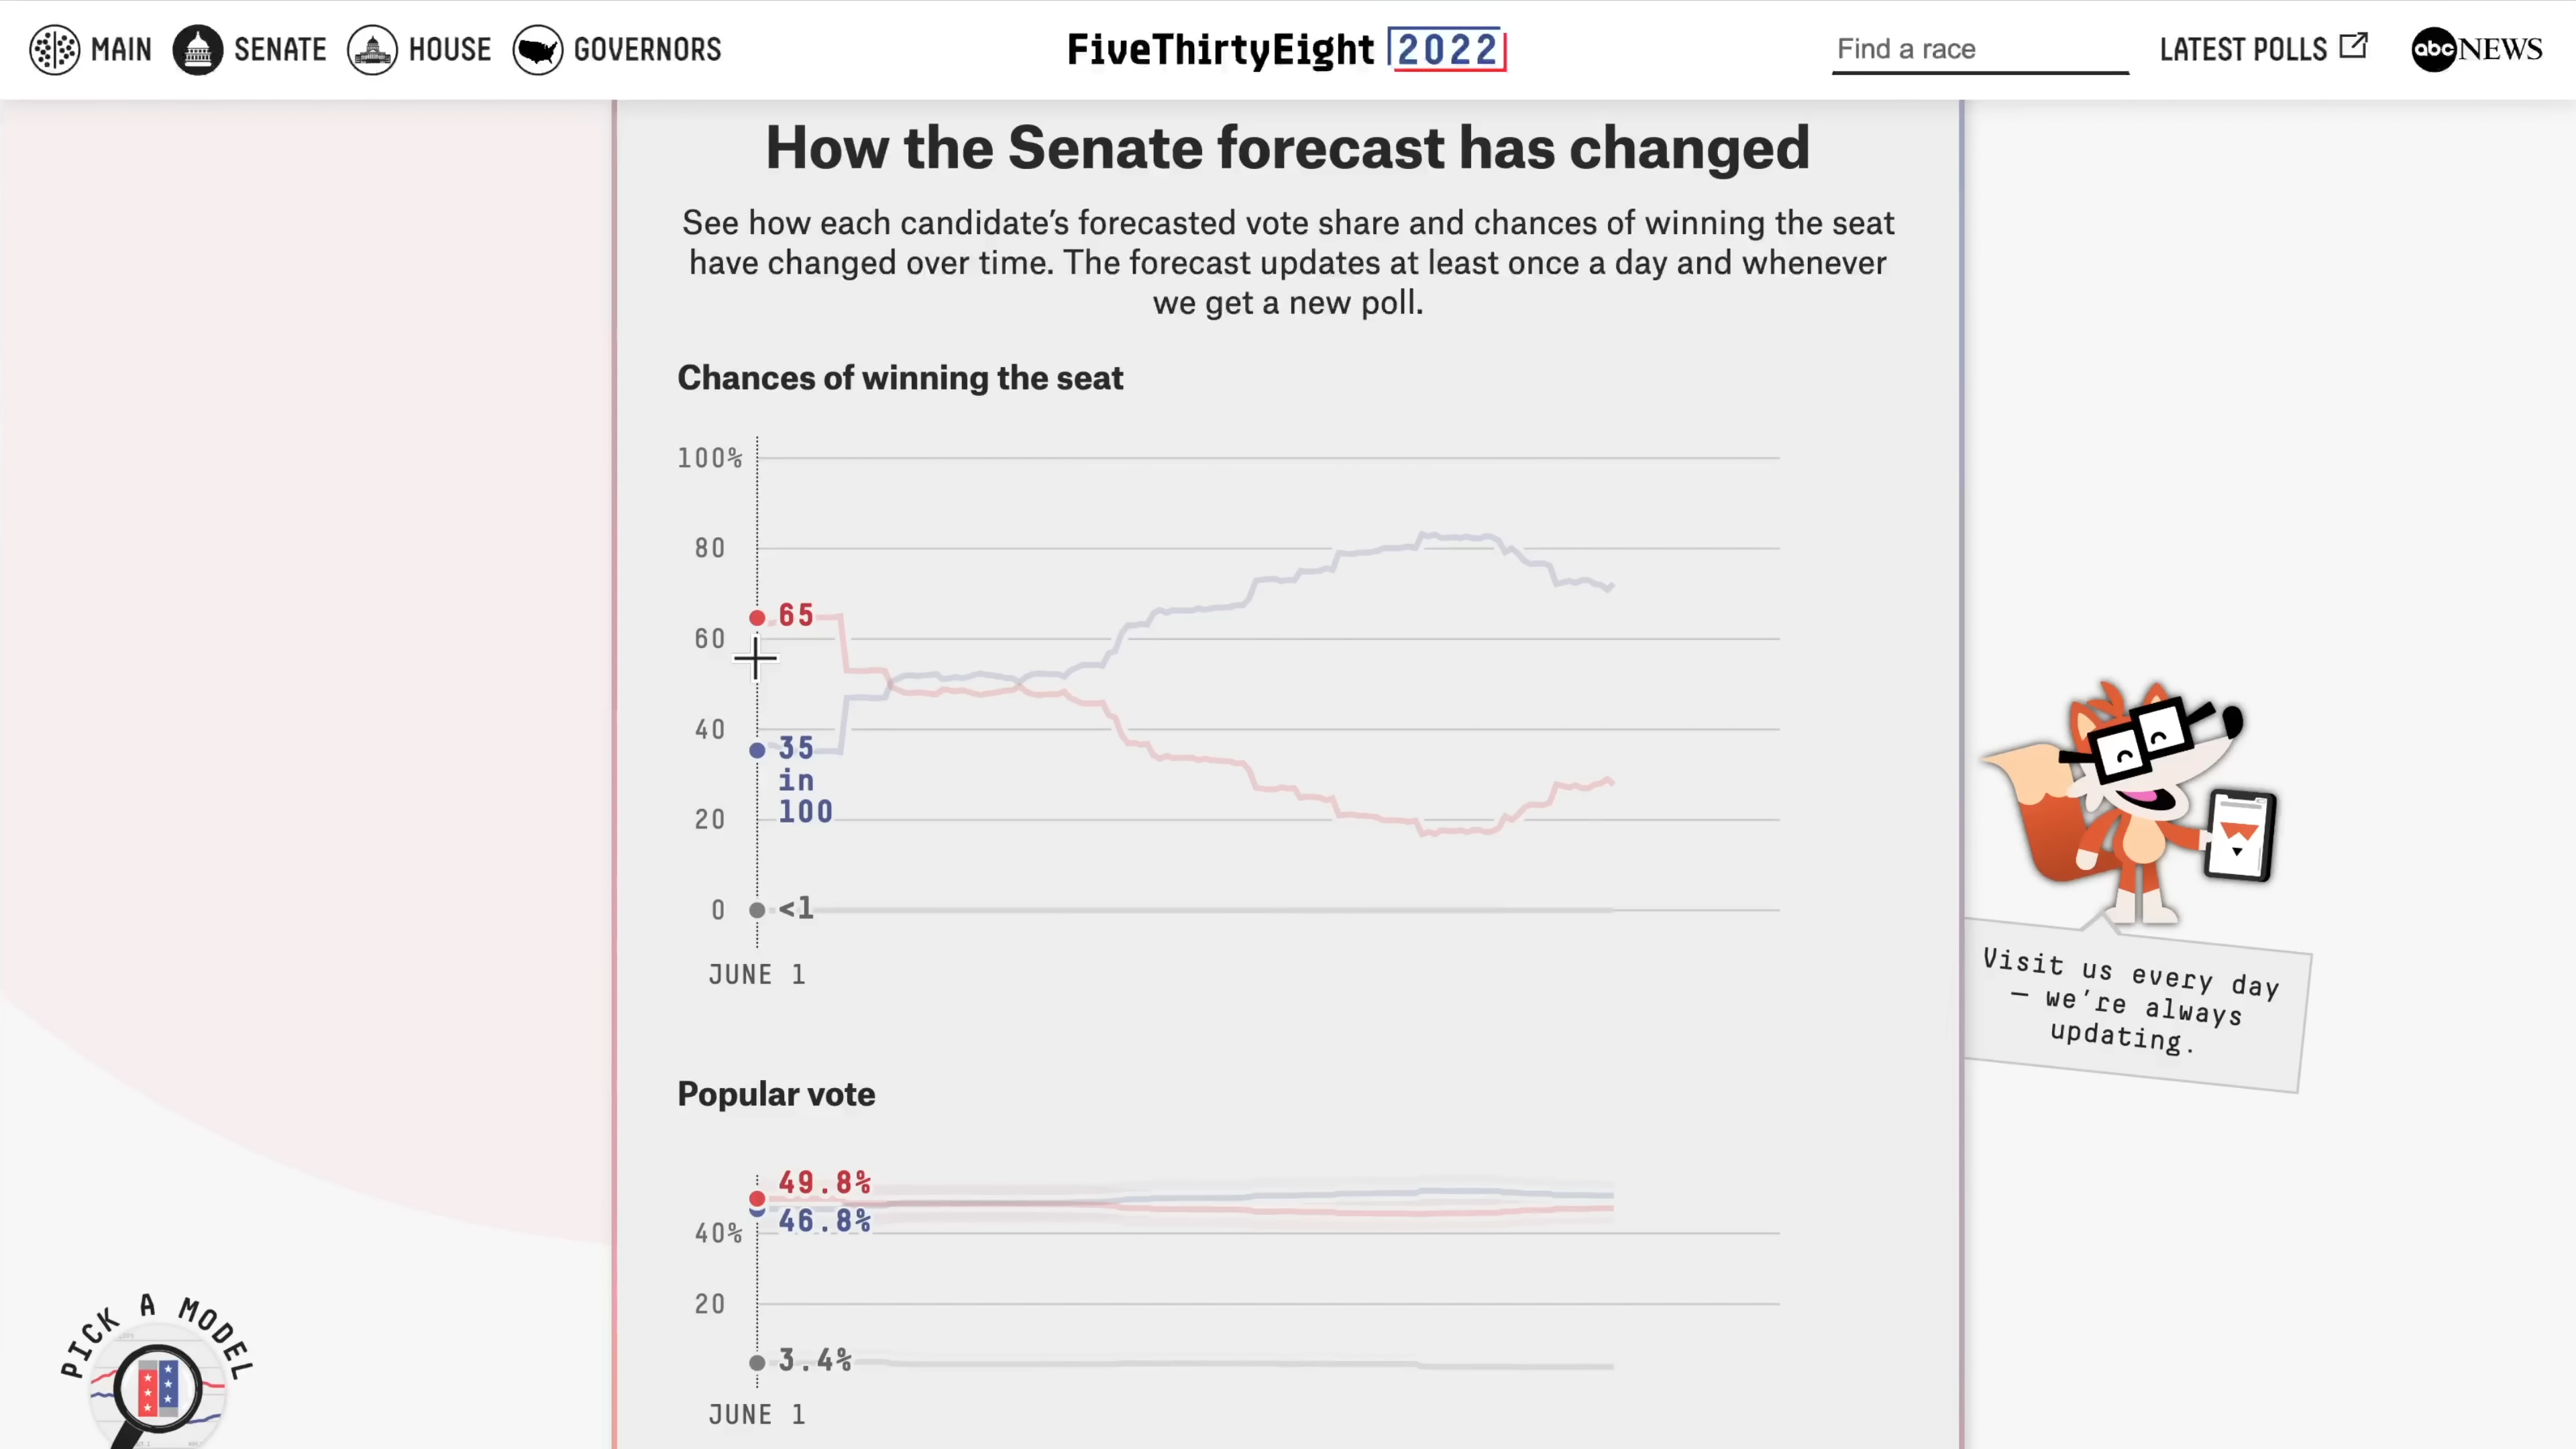 MAIN
SENATE
HOUSE
GOVERNORS
FiveThirtyEight 2022
Find a race
LATEST POLLS
abc NEWS
How the Senate forecast has changed
See how each candidate’s forecasted vote share and chances of winning the seat
have changed over time. The forecast updates at least once a day and whenever
we get a new poll.
Chances of winning the seat
100%
80
65
60
40
35
in
100
20
0
<1
JUNE 1
Visit us every day
– we’re always
updating.
Popular vote
49.8%
46.8%
40%
20
3.4%
JUNE 1
PICK A MODEL